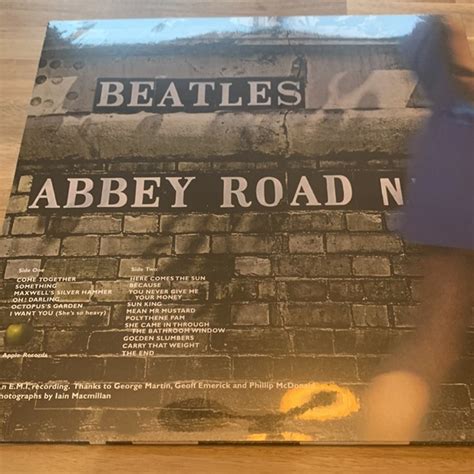 BEATLES
ABBEY ROAD N
Side One
COME TOGETHER
SOMETHING
MAXWELL'S SILVER HAMMER
OH! DARLING
OCTOPUS'S GARDEN
I WANT YOU (She's so heavy)
Side Two
HERE COMES THE SUN
BECAUSE
YOU NEVER GIVE ME
YOUR MONEY
SUN KING
MEAN MR MUSTARD
POLYTHENE PAM
SHE CAME IN THROUGH
THE BATHROOM WINDOW
GOLDEN SLUMBERS
CARRY THAT WEIGHT
THE END
Apple Records
n E.M.I. recording. Thanks to George Martin, Geoff Emerick and Phillip McDonald
hotographs by Iain Macmillan